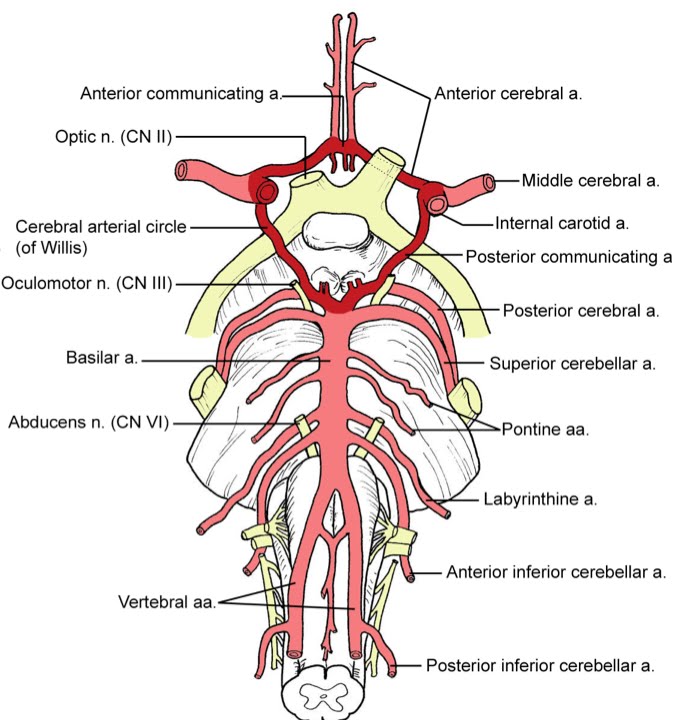 Anterior communicating a.
Anterior cerebral a.
Optic n. (CN II)
Middle cerebral a.
Cerebral arterial circle
(of Willis)
Internal carotid a.
Posterior communicating a
Oculomotor n. (CN III)
Posterior cerebral a.
Basilar a.
Superior cerebellar a.
Abducens n. (CN VI)
Pontine aa.
Labyrinthine a.
Anterior inferior cerebellar a.
Vertebral aa.
Posterior inferior cerebellar a.